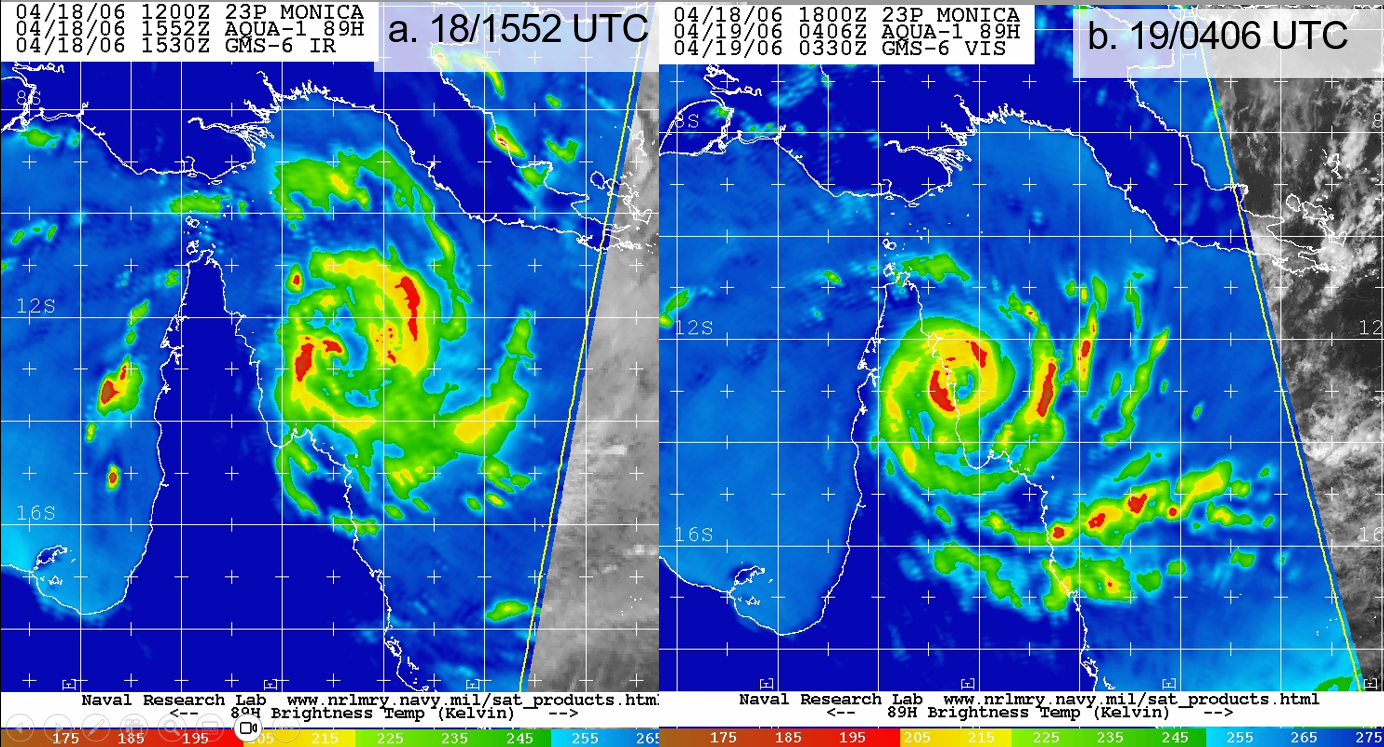 04/18/06 1200Z 23P MONICA
04/18/06 1552Z AQUA-1 89H
04/18/06 1530Z GMS-6 IR
a. 18/1552 UTC
8S
12S
16S
Naval Research Lab www.nrlmry.navy.mil/sat_products.html
<-- 89H Brightness Temp (Kelvin) -->
175 185 195 205 215 225 235 245 255 265
04/18/06 1800Z 23P MONICA
04/19/06 0406Z AQUA-1 89H
04/19/06 0330Z GMS-6 VIS
b. 19/0406 UTC
8S
12S
12
16S
16
Naval Research Lab www.nrlmry.navy.mil/sat_products.html
<-- 89H Brightness Temp (Kelvin) -->
175 185 195 205 215 225 235 245 255 265 275